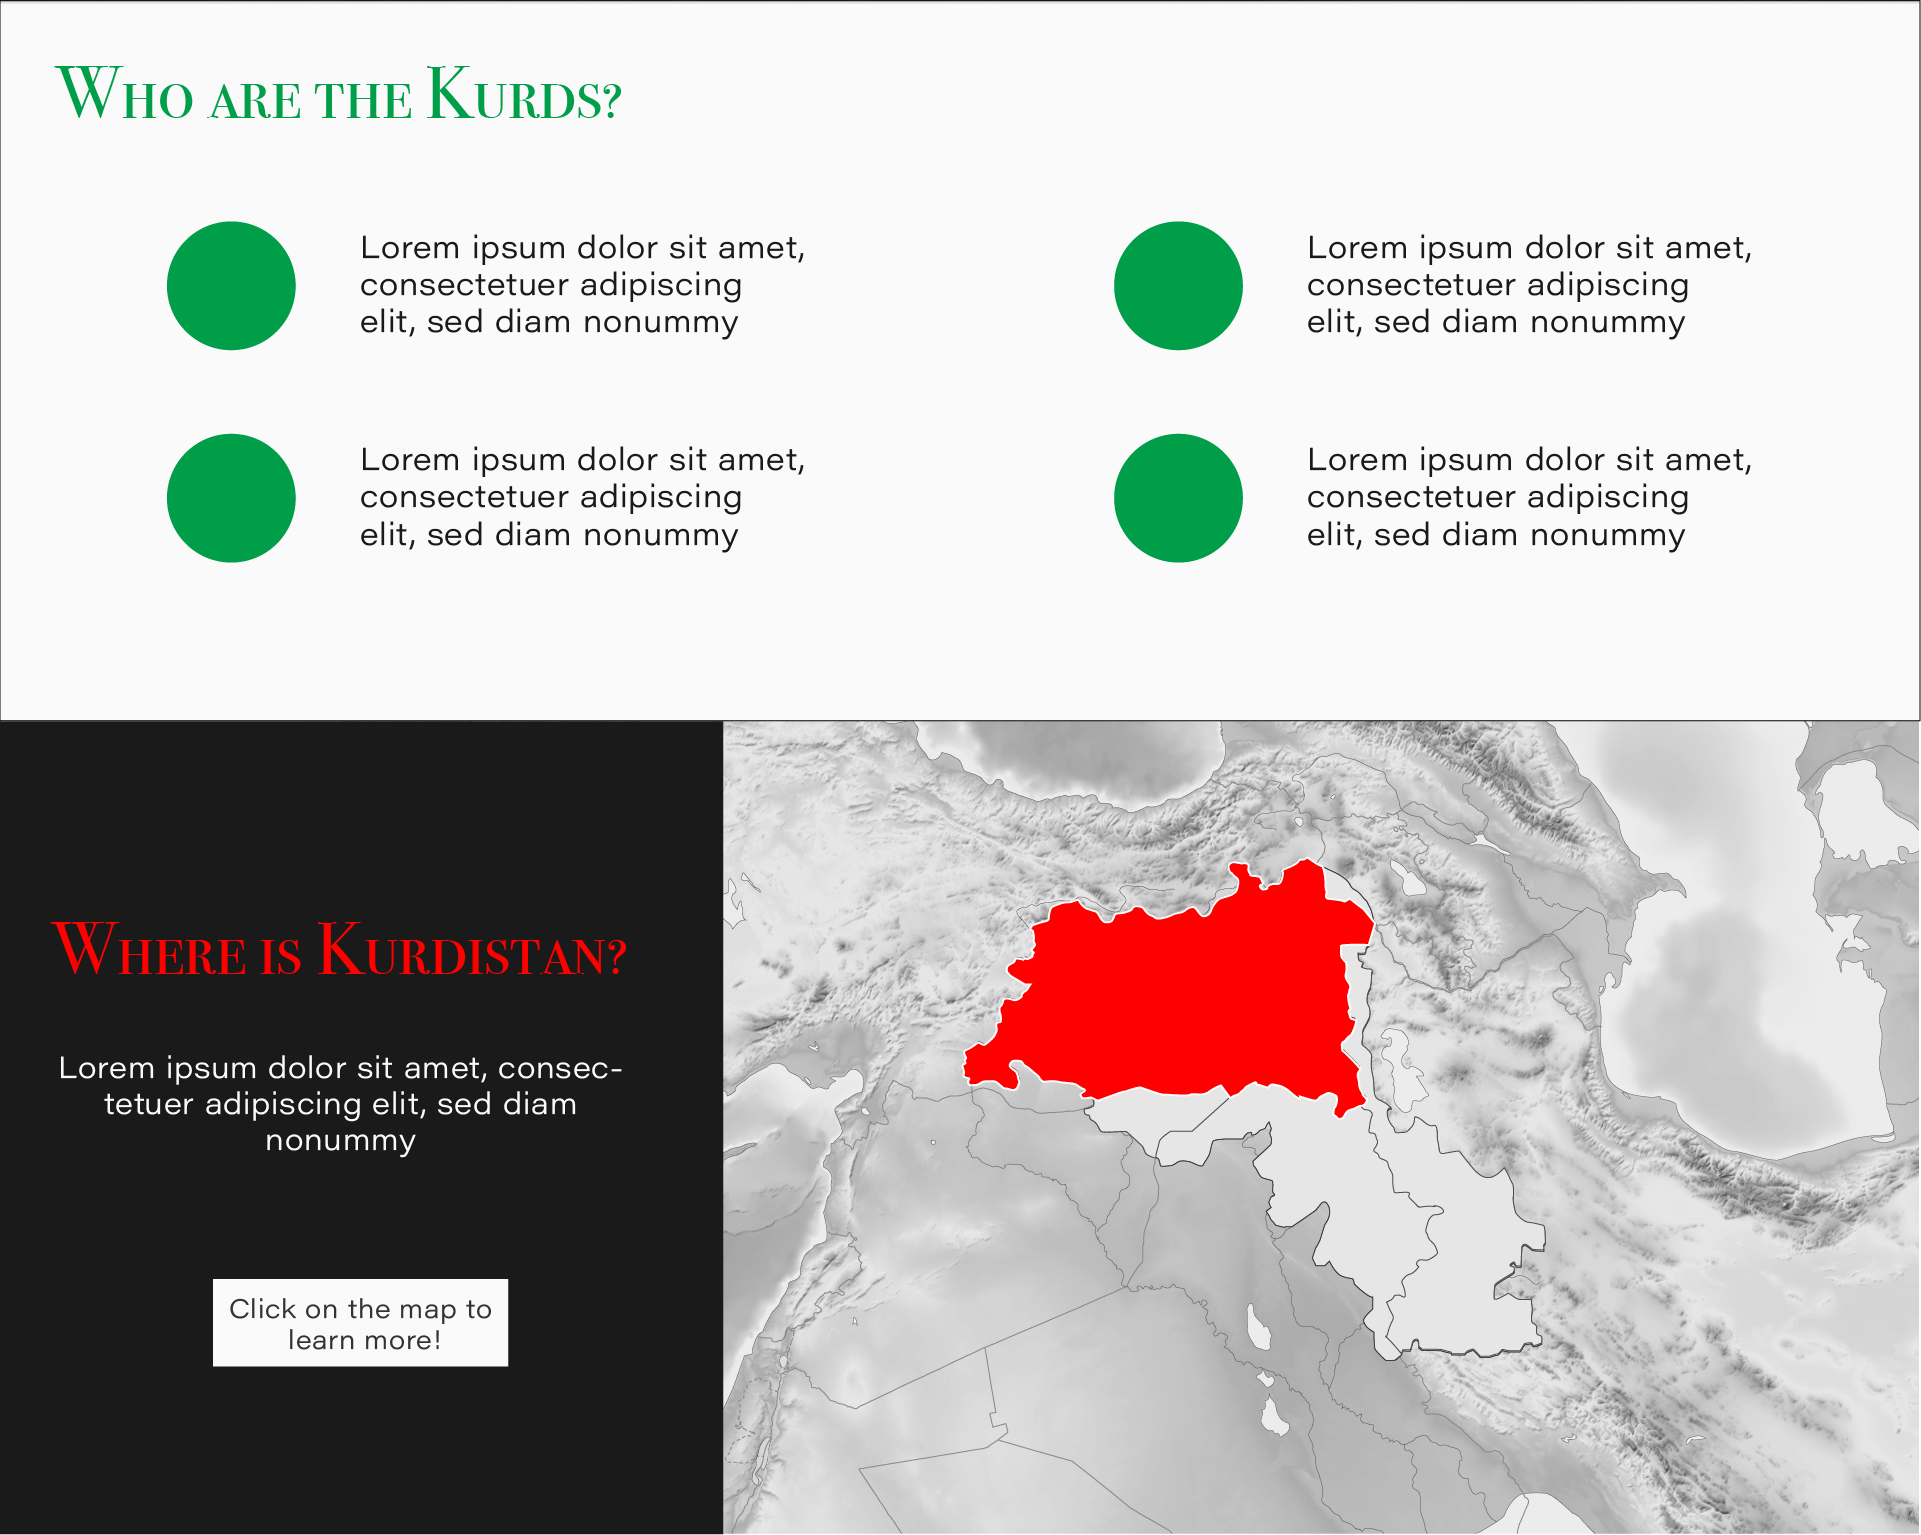 Who are the Kurds?
Lorem ipsum dolor sit amet,
consectetuer adipiscing
elit, sed diam nonummy
Lorem ipsum dolor sit amet,
consectetuer adipiscing
elit, sed diam nonummy
Lorem ipsum dolor sit amet,
consectetuer adipiscing
elit, sed diam nonummy
Lorem ipsum dolor sit amet,
consectetuer adipiscing
elit, sed diam nonummy
Where is Kurdistan?
Lorem ipsum dolor sit amet, consec-
tetuer adipiscing elit, sed diam
nonummy
Click on the map to
learn more!